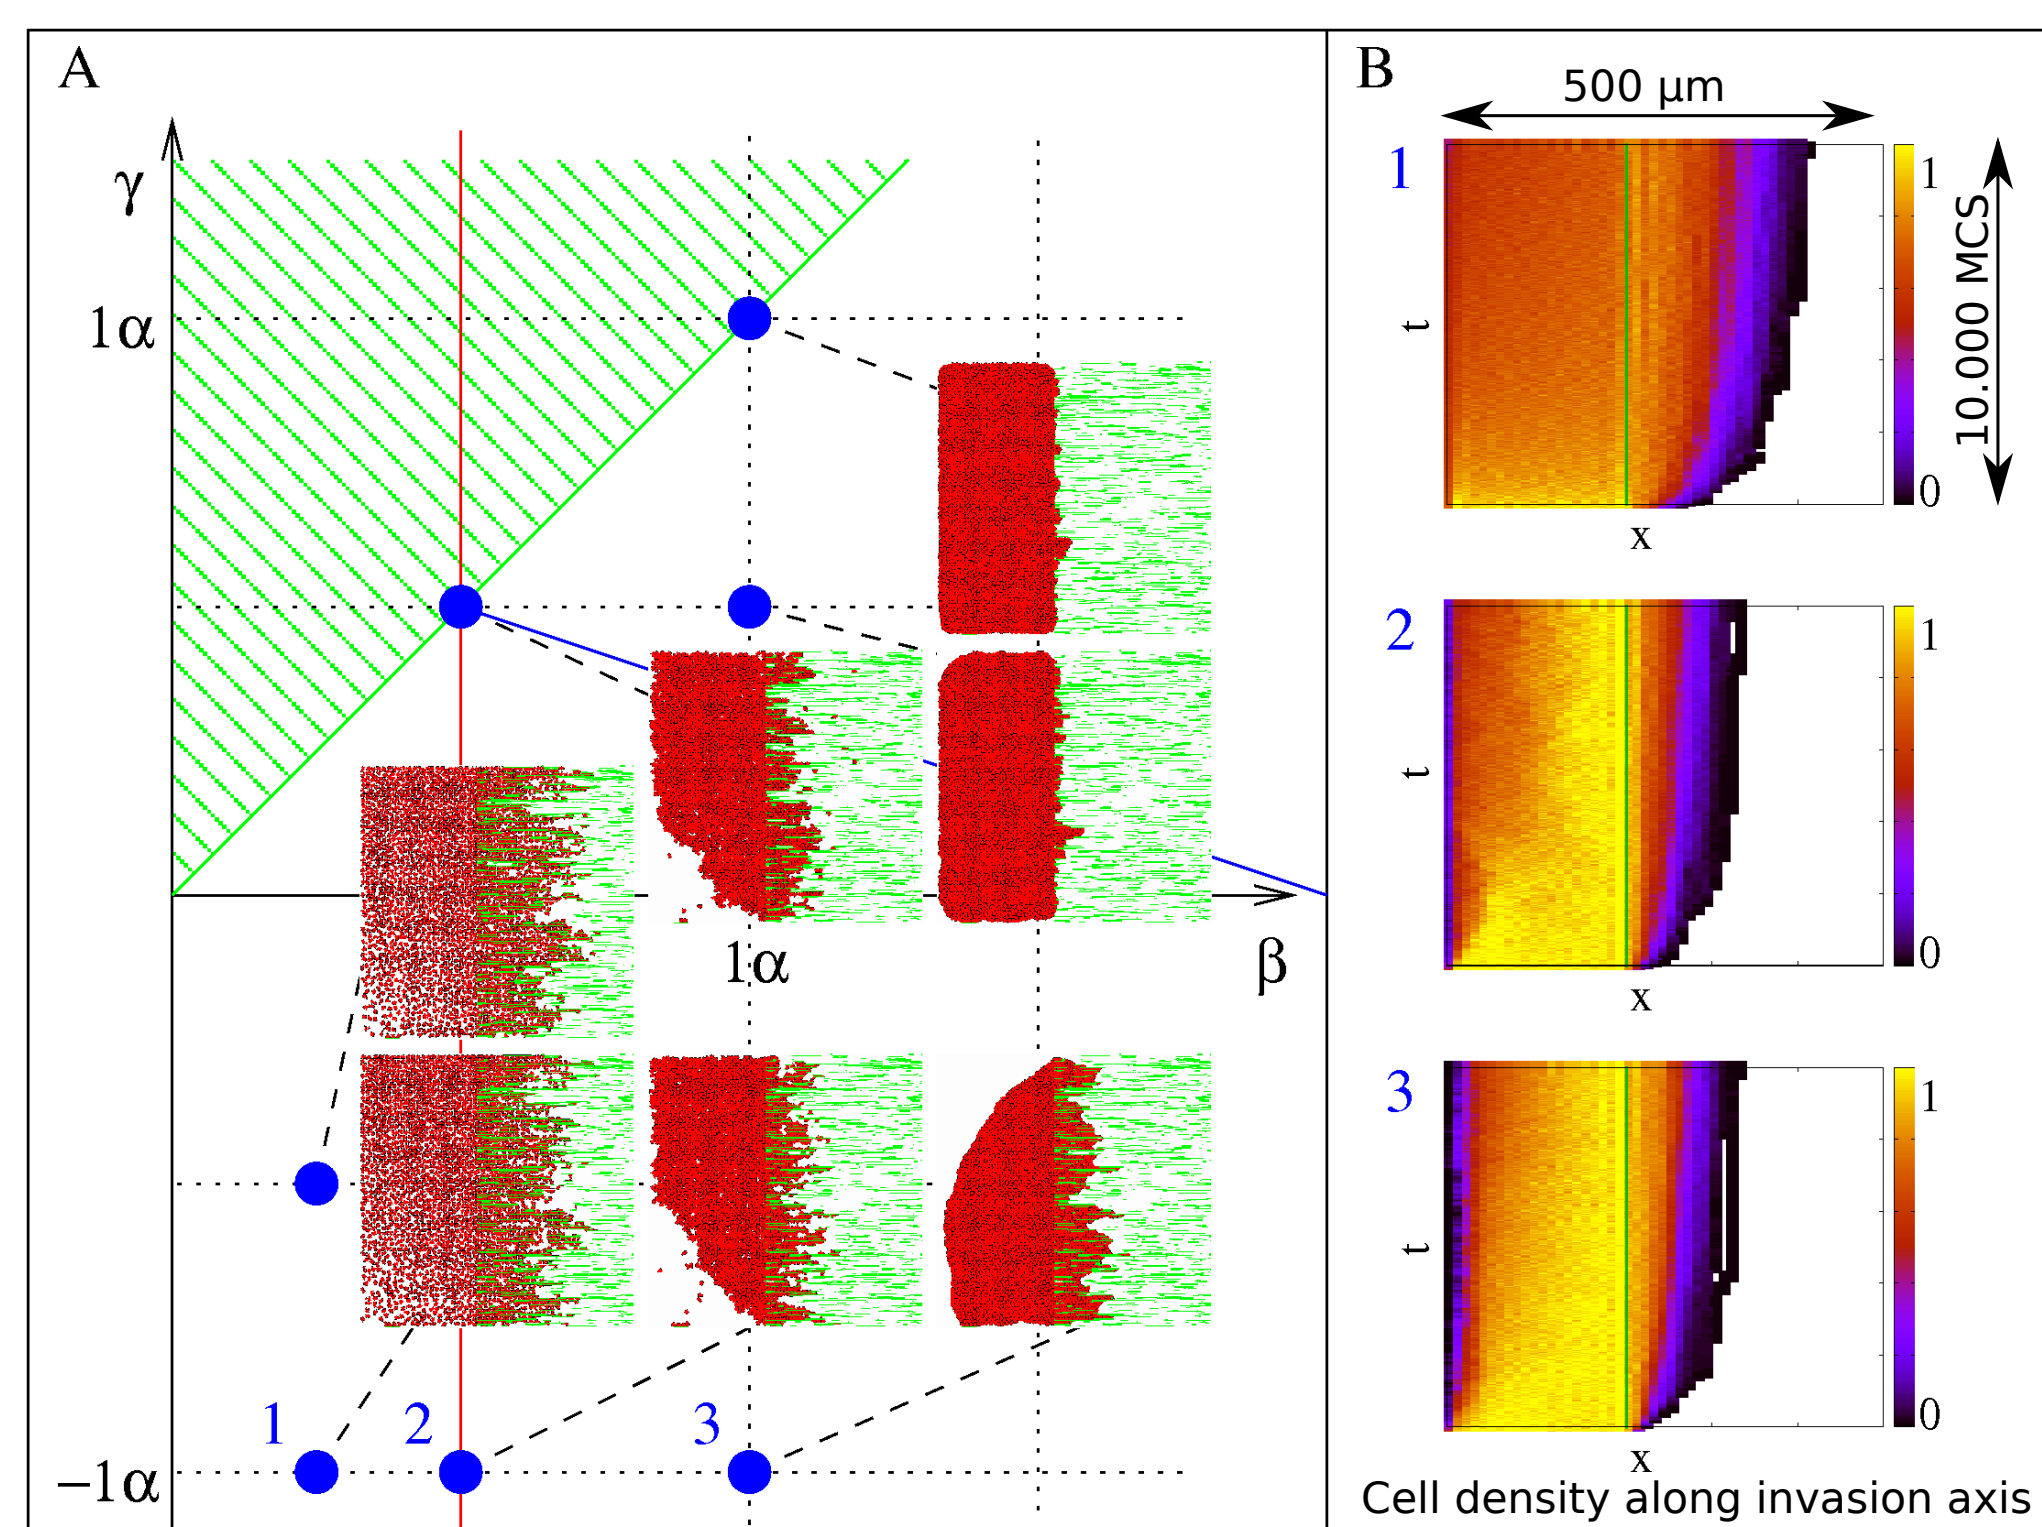 A
γ
1α
1α
β
1
2
3
−1α
B
500 µm
1
1
0
t
x
10.000 MCS
2
1
0
t
x
3
1
0
t
x
Cell density along invasion axis